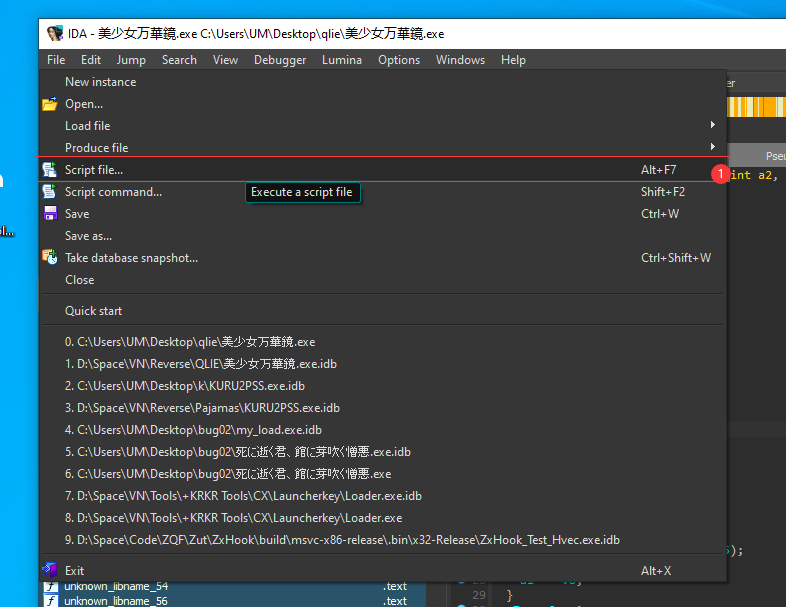 IDA - 美少女万華鏡.exe C:\Users\UM\Desktop\qlie\美少女万華鏡.exe
File Edit Jump Search View Debugger Lumina Options Windows Help
New instance
Open...
Load file
Produce file
Script file... Alt+F7
Script command... Shift+F2
Execute a script file
Save Ctrl+W
Save as...
Take database snapshot... Ctrl+Shift+W
Close
Quick start
0. C:\Users\UM\Desktop\qlie\美少女万華鏡.exe
1. D:\Space\VN\Reverse\QLIE\美少女万華鏡.exe.idb
2. C:\Users\UM\Desktop\k\KURU2PSS.exe.idb
3. D:\Space\VN\Reverse\Pajamas\KURU2PSS.exe.idb
4. C:\Users\UM\Desktop\bug02\my_load.exe.idb
5. C:\Users\UM\Desktop\bug02\死に逝く君、館に芽吹く憎悪.exe.idb
6. C:\Users\UM\Desktop\bug02\死に逝く君、館に芽吹く憎悪.exe
7. D:\Space\VN\Tools\+KRKR Tools\CX\Launcherkey\Loader.exe.idb
8. D:\Space\VN\Tools\+KRKR Tools\CX\Launcherkey\Loader.exe
9. D:\Space\Code\ZQF\Zut\ZxHook\build\msvc-x86-release\.bin\x32-Release\ZxHook_Test_Hvec.exe.idb
Exit Alt+X
1
int a2,
);
unknown_libname_54 .text
unknown_libname_56 .text
29 }